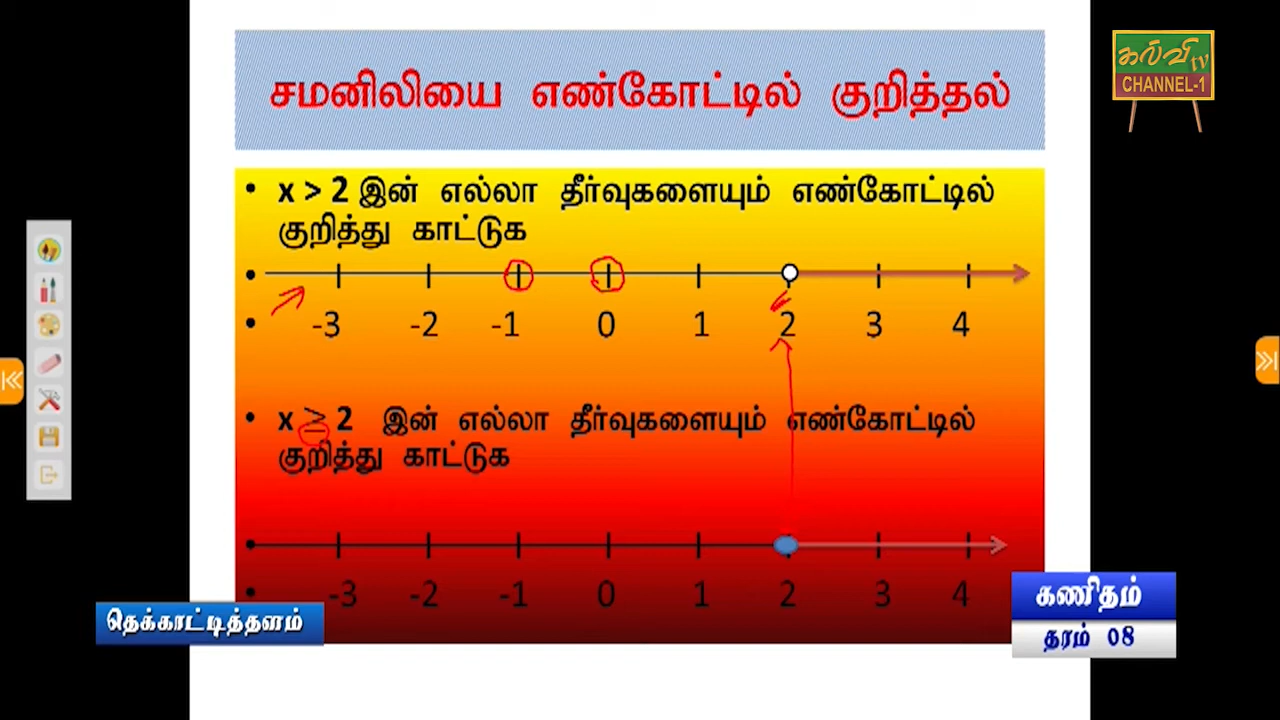 கல்வி TV
CHANNEL-1
சமனிலியை எண்கோட்டில் குறித்தல்
• x > 2 இன் எல்லா தீர்வுகளையும் எண்கோட்டில்
குறித்து காட்டுக
•
• -3 -2 -1 0 1 2 3 4
• x ≥ 2 இன் எல்லா தீர்வுகளையும் எண்கோட்டில்
குறித்து காட்டுக
•
• -3 -2 -1 0 1 2 3 4
தெக்காட்டித்தளம்
கணிதம்
தரம் 08